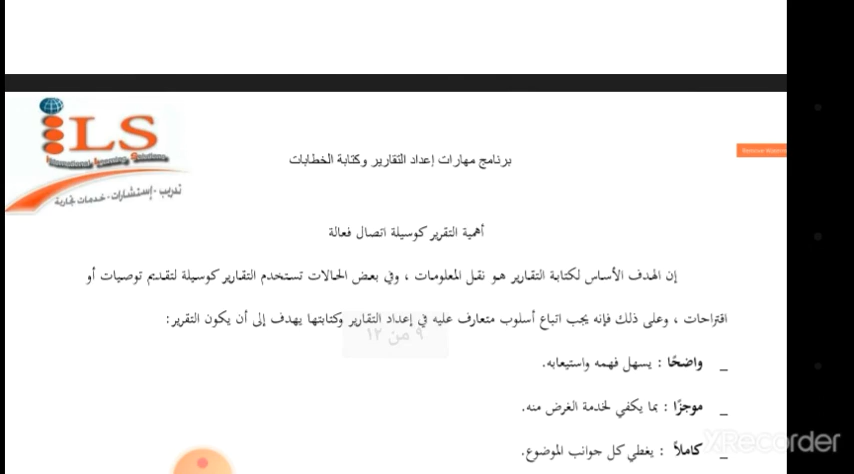 iLS
International Learning Solutions
تدريب - إستشارات - خدمات تجارية
برنامج مهارات إعداد التقارير وكتابة الخطابات
أهمية التقرير كوسيلة اتصال فعالة
إن الهدف الأساس لكتابة التقارير هو نقل المعلومات ، وفي بعض الحالات تستخدم التقارير كوسيلة لتقديم توصيات أو
اقتراحات ، وعلى ذلك فإنه يجب اتباع أسلوب متعارف عليه في إعداد التقارير وكتابتها يهدف إلى أن يكون التقرير:
٩ من ١٢
_ واضحًا : يسهل فهمه واستيعابه.
_ موجزًا : بما يكفي لخدمة الغرض منه.
_ كاملاً : يغطي كل جوانب الموضوع.
XRecorder